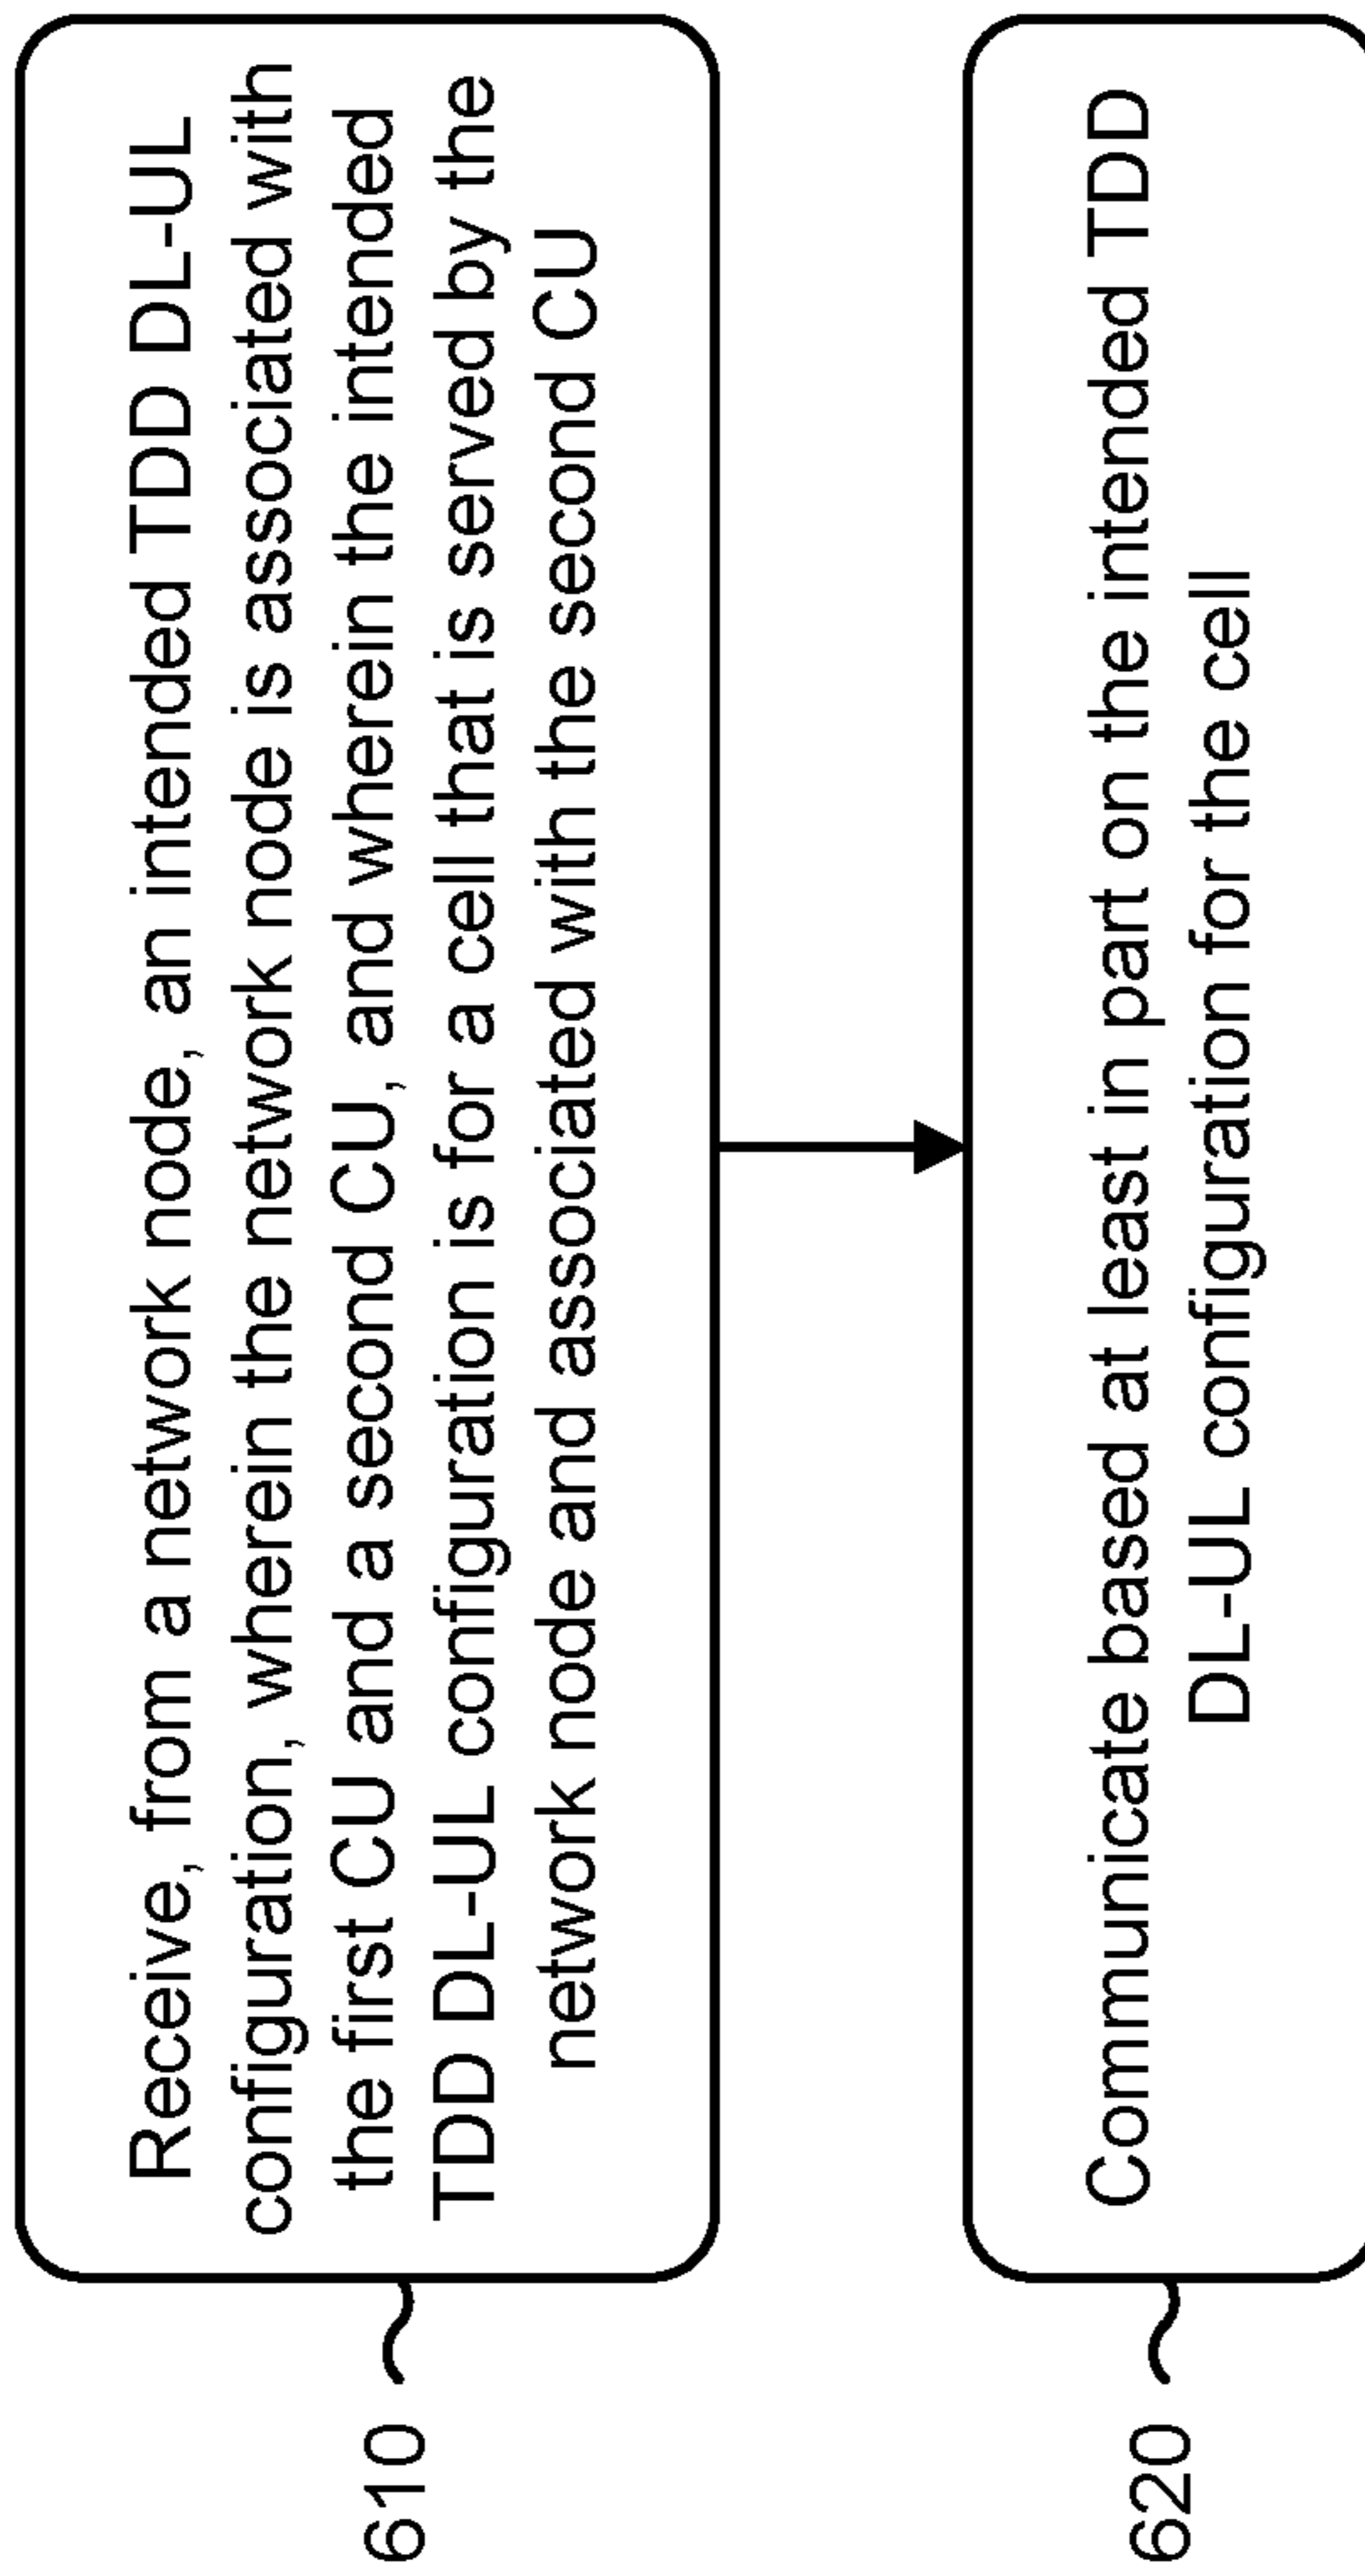 Receive, from a network node, an intended TDD DL-UL
configuration, wherein the network node is associated with
the first CU and a second CU, and wherein the intended
TDD DL-UL configuration is for a cell that is served by the
network node and associated with the second CU
610
Communicate based at least in part on the intended TDD
DL-UL configuration for the cell
620